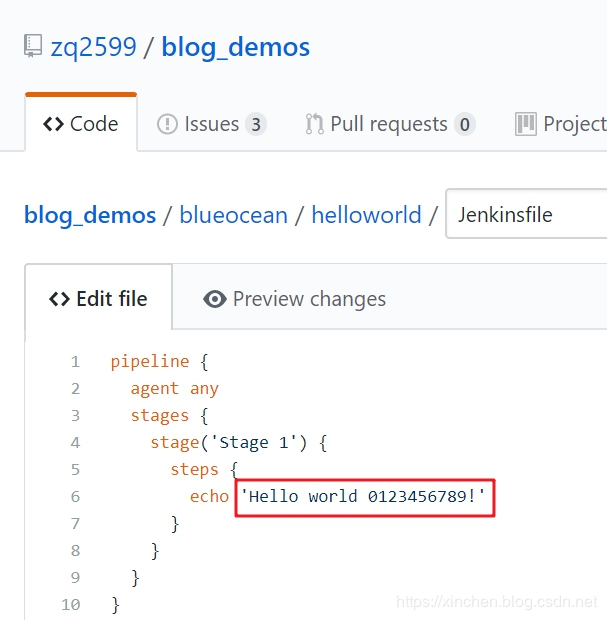 zq2599 / blog_demos
Code Issues 3 Pull requests 0 Project
blog_demos / blueocean / helloworld / Jenkinsfile
Edit file Preview changes
1 pipeline {
2 agent any
3 stages {
4 stage('Stage 1') {
5 steps {
6 echo 'Hello world 0123456789!'
7 }
8 }
9 }
10 }
https://xinchen.blog.csdn.net